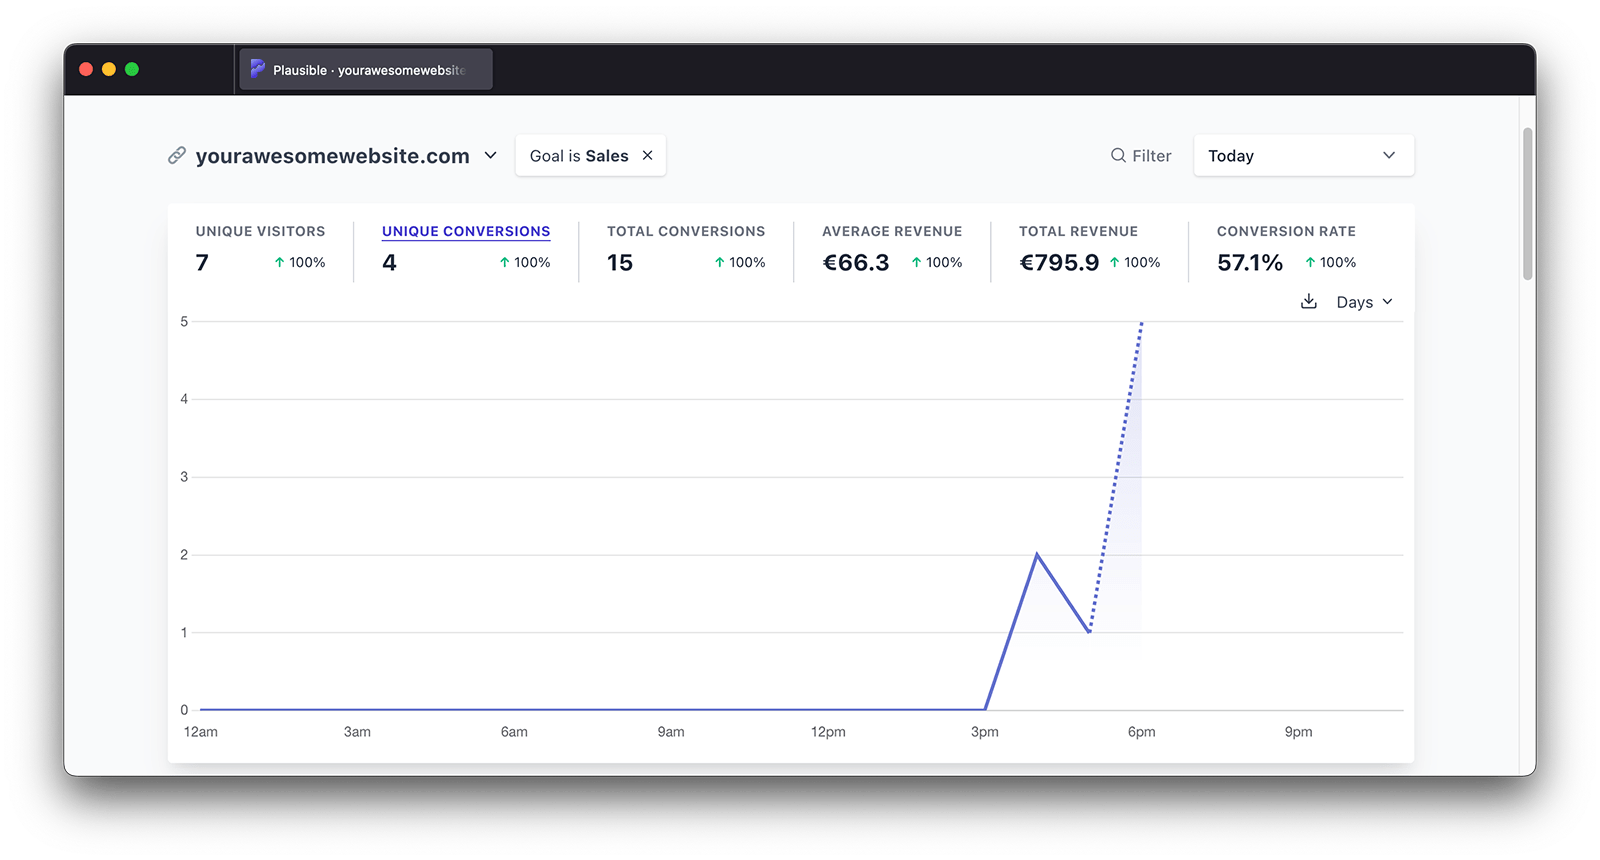 Plausible · yourawesomewebsite
yourawesomewebsite.com
Goal is Sales ×
Filter
Today
UNIQUE VISITORS
7 ↑ 100%
UNIQUE CONVERSIONS
4 ↑ 100%
TOTAL CONVERSIONS
15 ↑ 100%
AVERAGE REVENUE
€66.3 ↑ 100%
TOTAL REVENUE
€795.9 ↑ 100%
CONVERSION RATE
57.1% ↑ 100%
Days
5
4
3
2
1
0
12am 3am 6am 9am 12pm 3pm 6pm 9pm